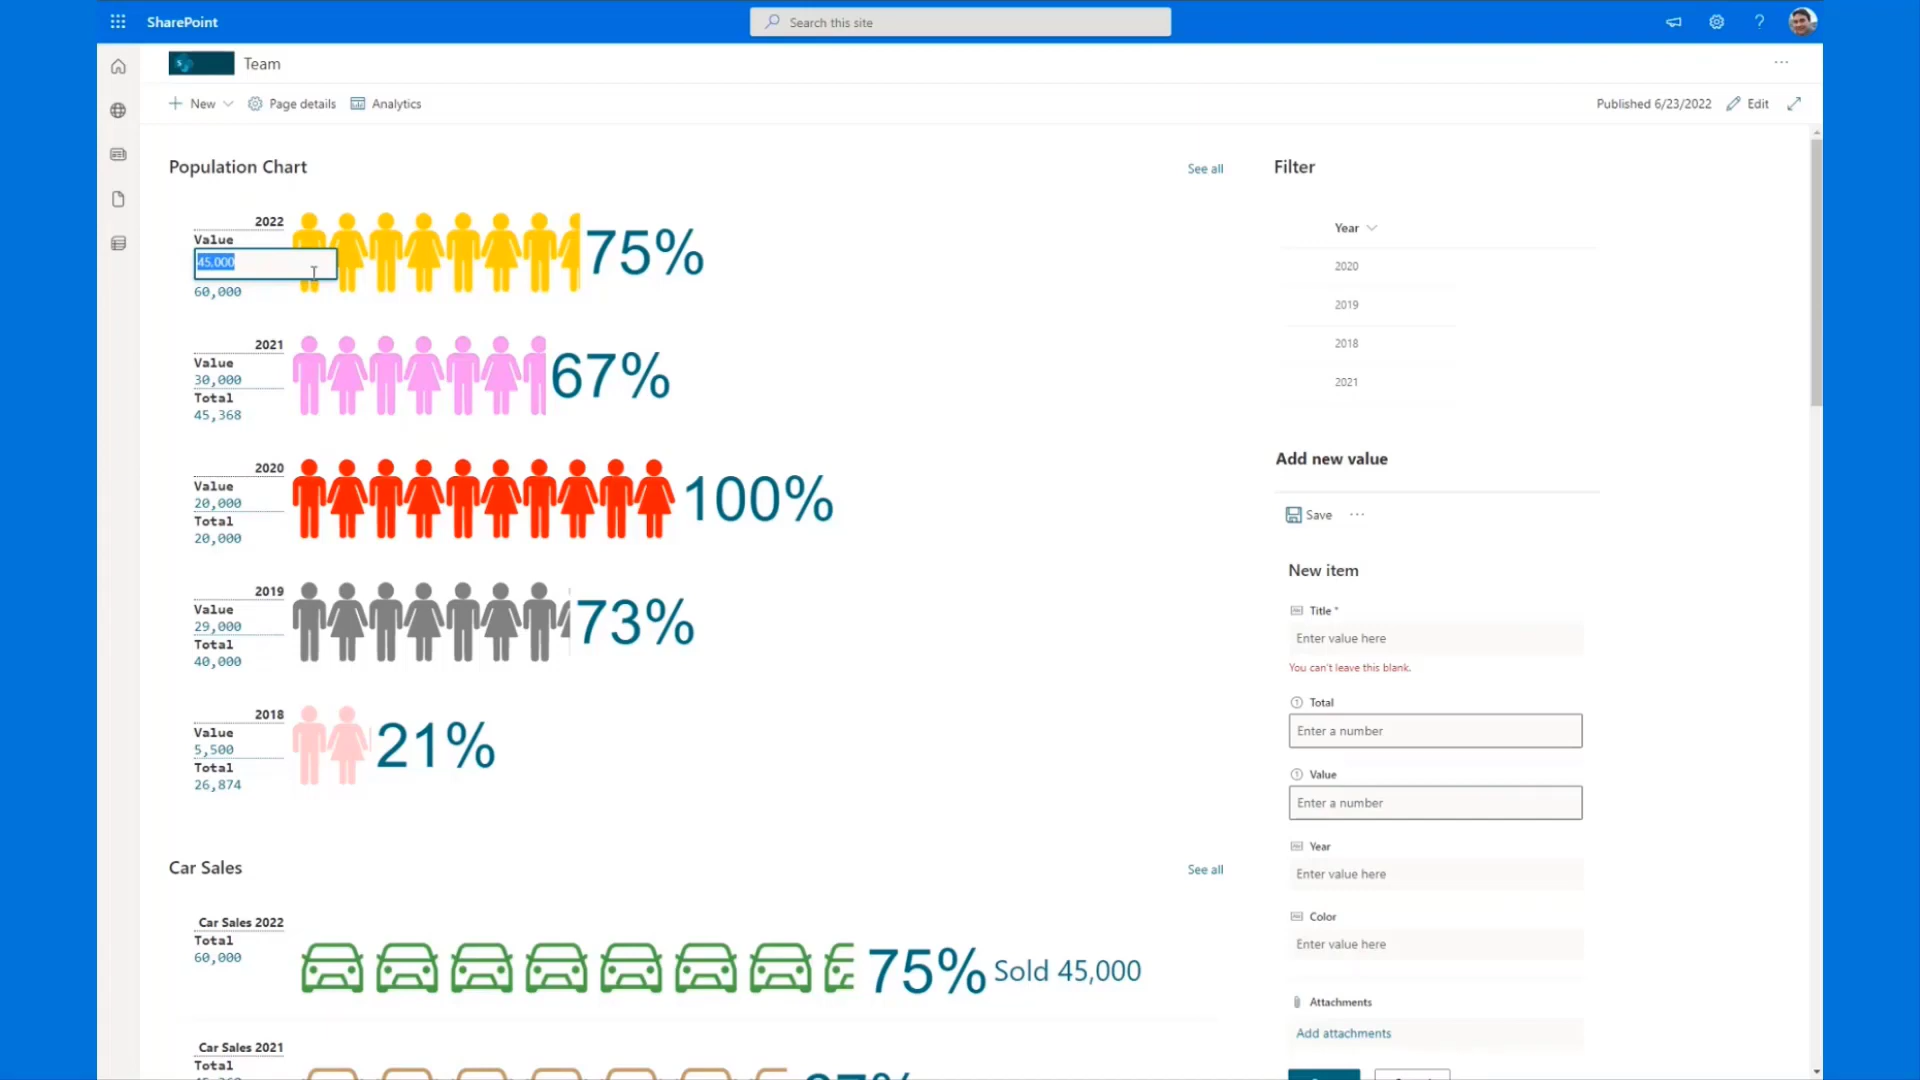 SharePoint
Search this site
?
S
Team
New
Page details
Analytics
Published 6/23/2022
Edit
Population Chart
See all
2022
Value
45,000
60,000
75%
2021
Value
30,000
Total
45,368
67%
2020
Value
20,000
Total
20,000
100%
2019
Value
29,000
Total
40,000
73%
2018
Value
5,500
Total
26,874
21%
Car Sales
See all
Car Sales 2022
Total
60,000
75% Sold 45,000
Car Sales 2021
Total
Filter
Year
2020
2019
2018
2021
Add new value
Save
New item
Title *
Enter value here
You can't leave this blank.
Total
Enter a number
Value
Enter a number
Year
Enter value here
Color
Enter value here
Attachments
Add attachments